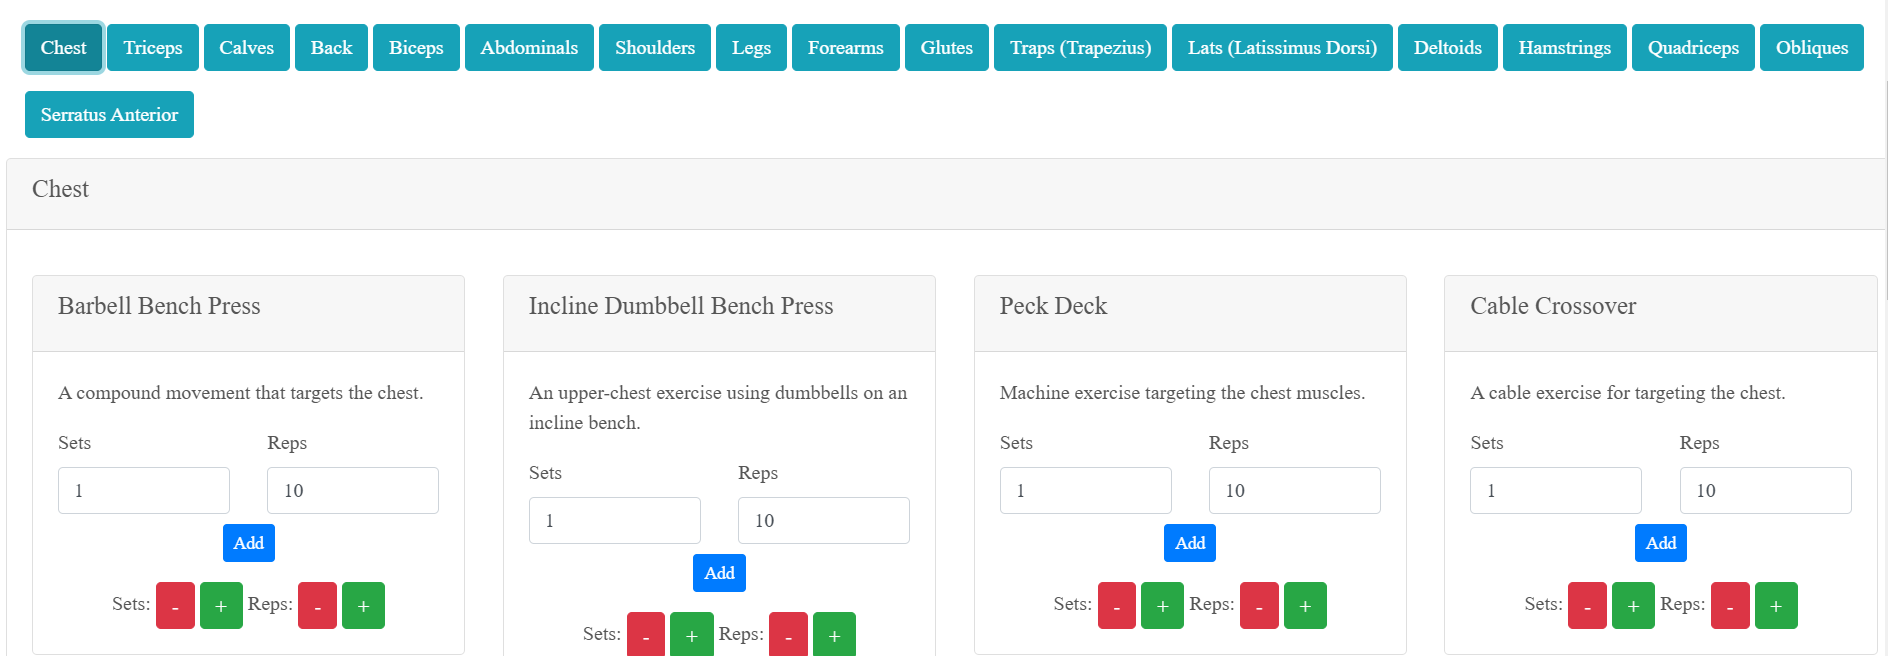 Chest Triceps Calves Back Biceps Abdominals Shoulders Legs Forearms Glutes Traps (Trapezius) Lats (Latissimus Dorsi) Deltoids Hamstrings Quadriceps Obliques
Serratus Anterior
Chest
Barbell Bench Press
A compound movement that targets the chest.
Sets Reps
1 10
Add
Sets: - + Reps: - +
Incline Dumbbell Bench Press
An upper-chest exercise using dumbbells on an
incline bench.
Sets Reps
1 10
Add
Sets: - + Reps: - +
Peck Deck
Machine exercise targeting the chest muscles.
Sets Reps
1 10
Add
Sets: - + Reps: - +
Cable Crossover
A cable exercise for targeting the chest.
Sets Reps
1 10
Add
Sets: - + Reps: - +